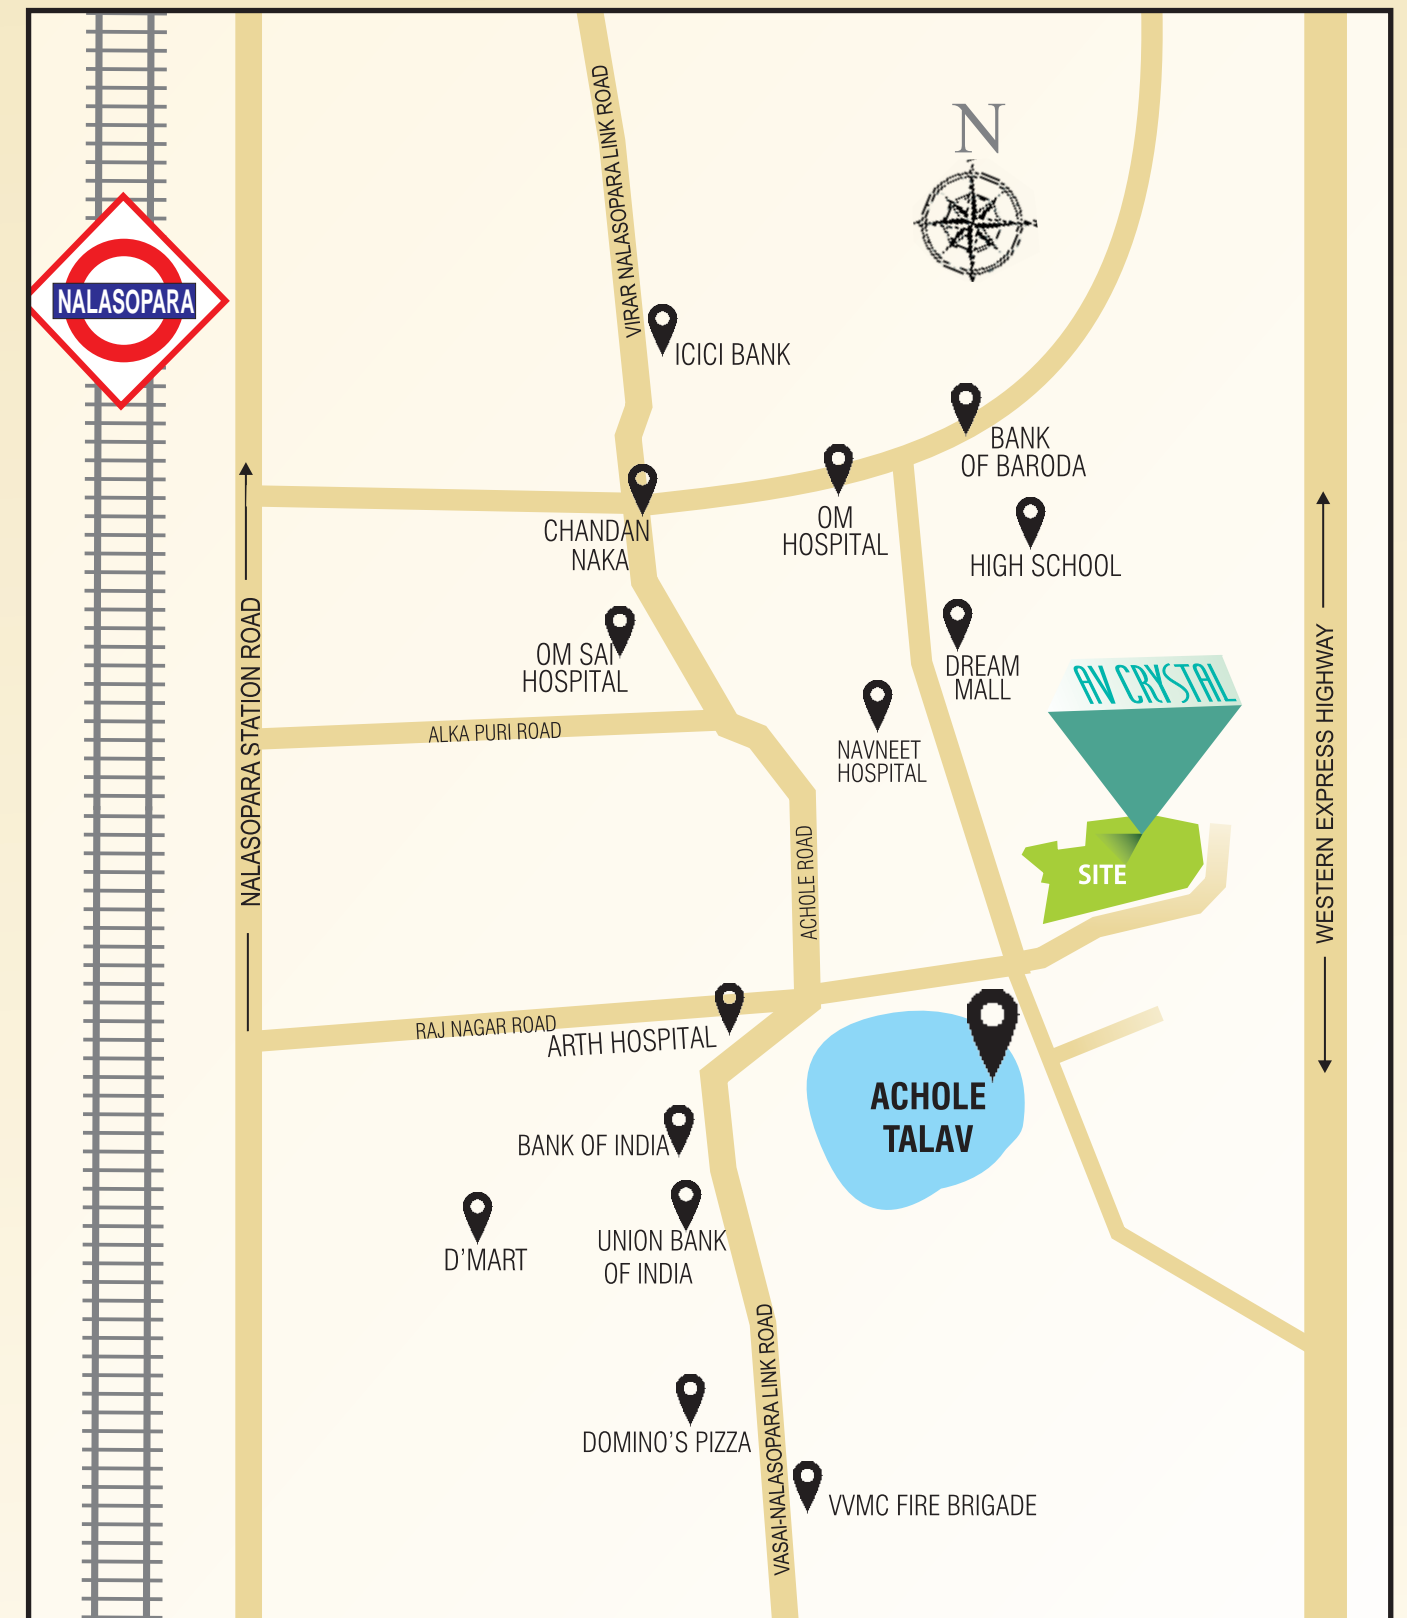 N
VIRAR NALASOPARA LINK ROAD
NALASOPARA
ICICI BANK
BANK
OF BARODA
CHANDAN
NAKA
OM
HOSPITAL
HIGH SCHOOL
OM SAI
HOSPITAL
DREAM
MALL
AV CRYSTAL
NALASOPARA STATION ROAD
ALKA PURI ROAD
NAVNEET
HOSPITAL
WESTERN EXPRESS HIGHWAY
ACHOLE ROAD
SITE
RAJ NAGAR ROAD
ARTH HOSPITAL
ACHOLE
TALAV
BANK OF INDIA
UNION BANK
OF INDIA
D'MART
VASAI-NALASOPARA LINK ROAD
DOMINO'S PIZZA
VVMC FIRE BRIGADE